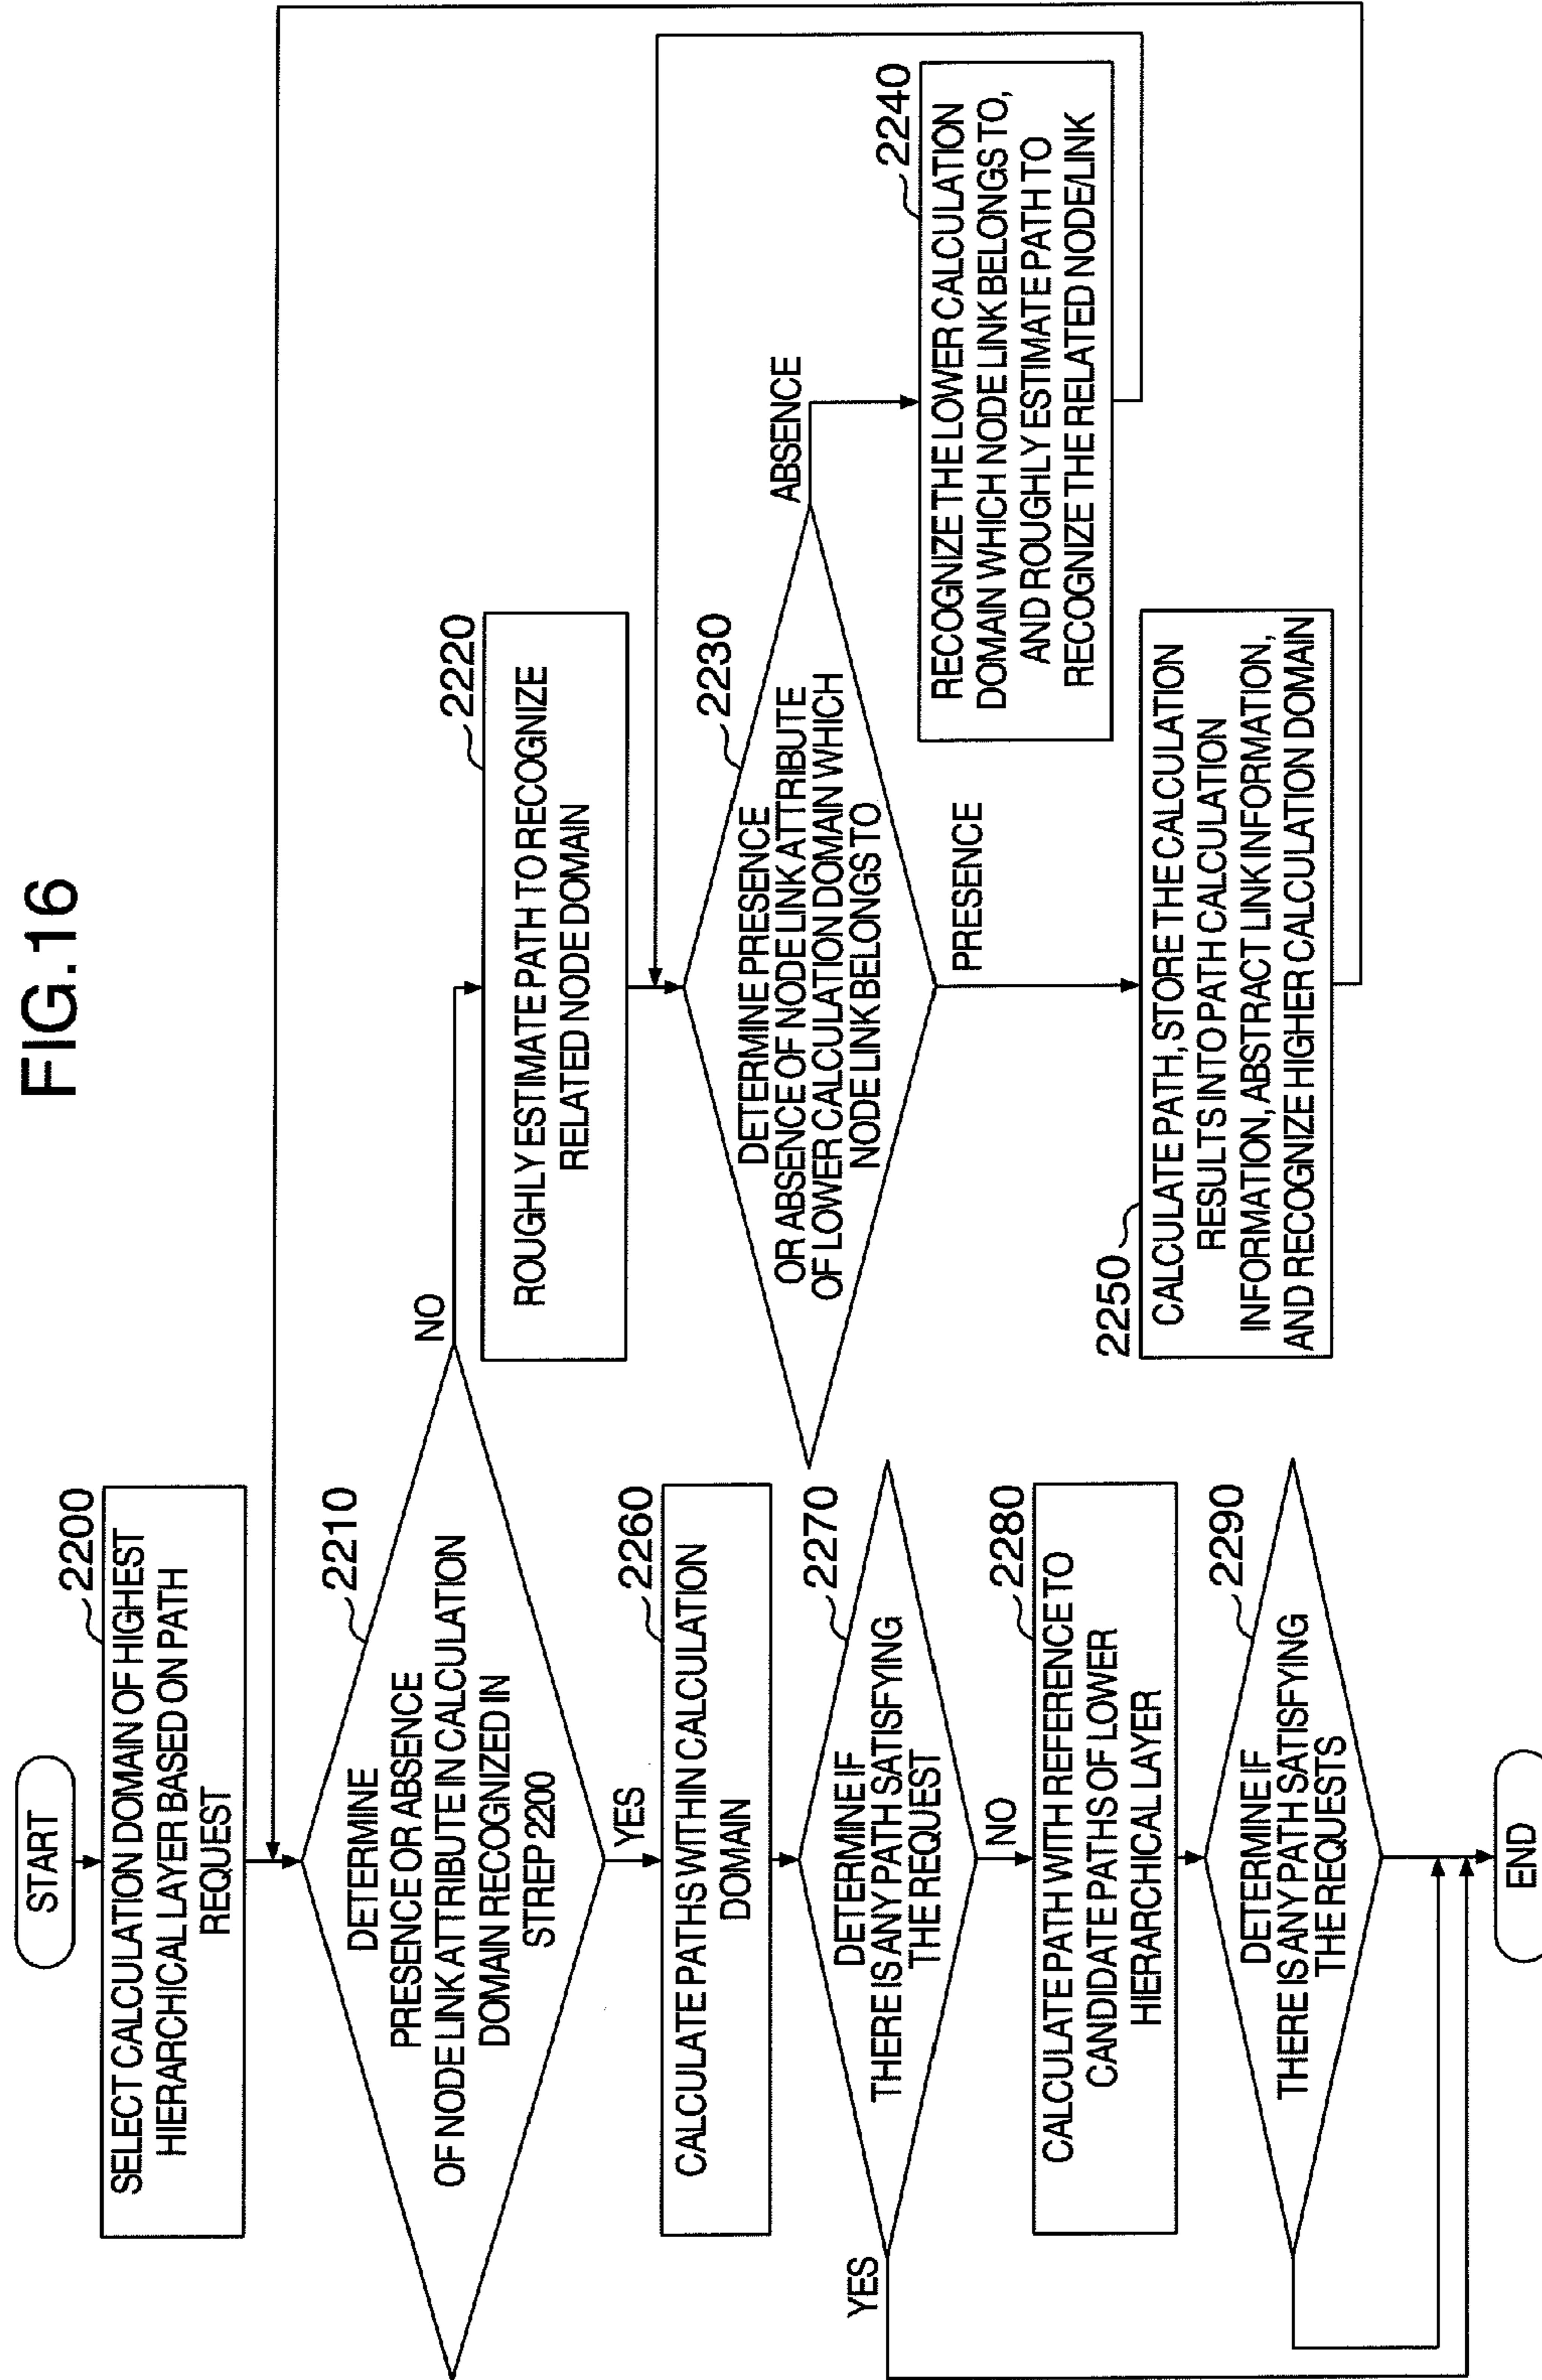 FIG.16
START
2200
SELECT CALCULATION DOMAIN OF HIGHEST
HIERARCHICAL LAYER BASED ON PATH
REQUEST
2210
DETERMINE
PRESENCE OR ABSENCE
OF NODE LINK ATTRIBUTE IN CALCULATION
DOMAIN RECOGNIZED IN
STREP 2200
NO
YES
2220
ROUGHLY ESTIMATE PATH TO RECOGNIZE
RELATED NODE DOMAIN
2230
DETERMINE PRESENCE
OR ABSENCE OF NODE LINK ATTRIBUTE
OF LOWER CALCULATION DOMAIN WHICH
NODE LINK BELONGS TO
ABSENCE
PRESENCE
2240
RECOGNIZE THE LOWER CALCULATION
DOMAIN WHICH NODE LINK BELONGS TO,
AND ROUGHLY ESTIMATE PATH TO
RECOGNIZE THE RELATED NODE/LINK
2250
CALCULATE PATH, STORE THE CALCULATION
RESULTS INTO PATH CALCULATION
INFORMATION, ABSTRACT LINK INFORMATION,
AND RECOGNIZE HIGHER CALCULATION DOMAIN
2260
CALCULATE PATHS WITHIN CALCULATION
DOMAIN
2270
DETERMINE IF
THERE IS ANY PATH SATISFYING
THE REQUEST
YES
NO
2280
CALCULATE PATH WITH REFERENCE TO
CANDIDATE PATHS OF LOWER
HIERARCHICAL LAYER
2290
DETERMINE IF
THERE IS ANY PATH SATISFYING
THE REQUESTS
END